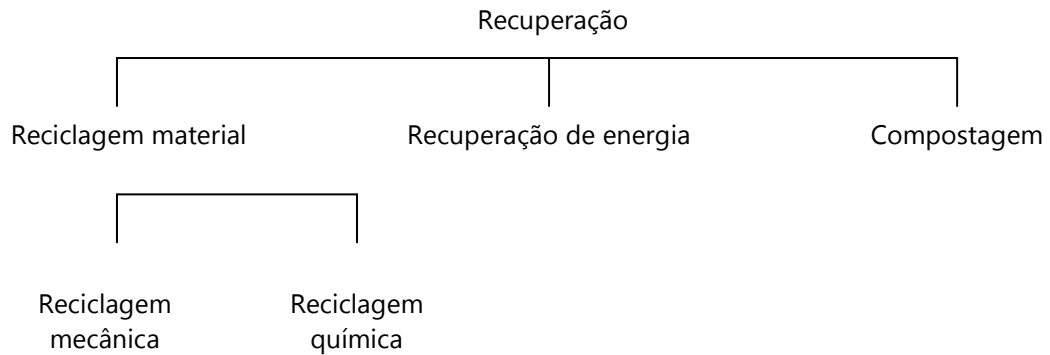 Recuperação
Reciclagem material
Recuperação de energia
Compostagem
Reciclagem
mecânica
Reciclagem
química